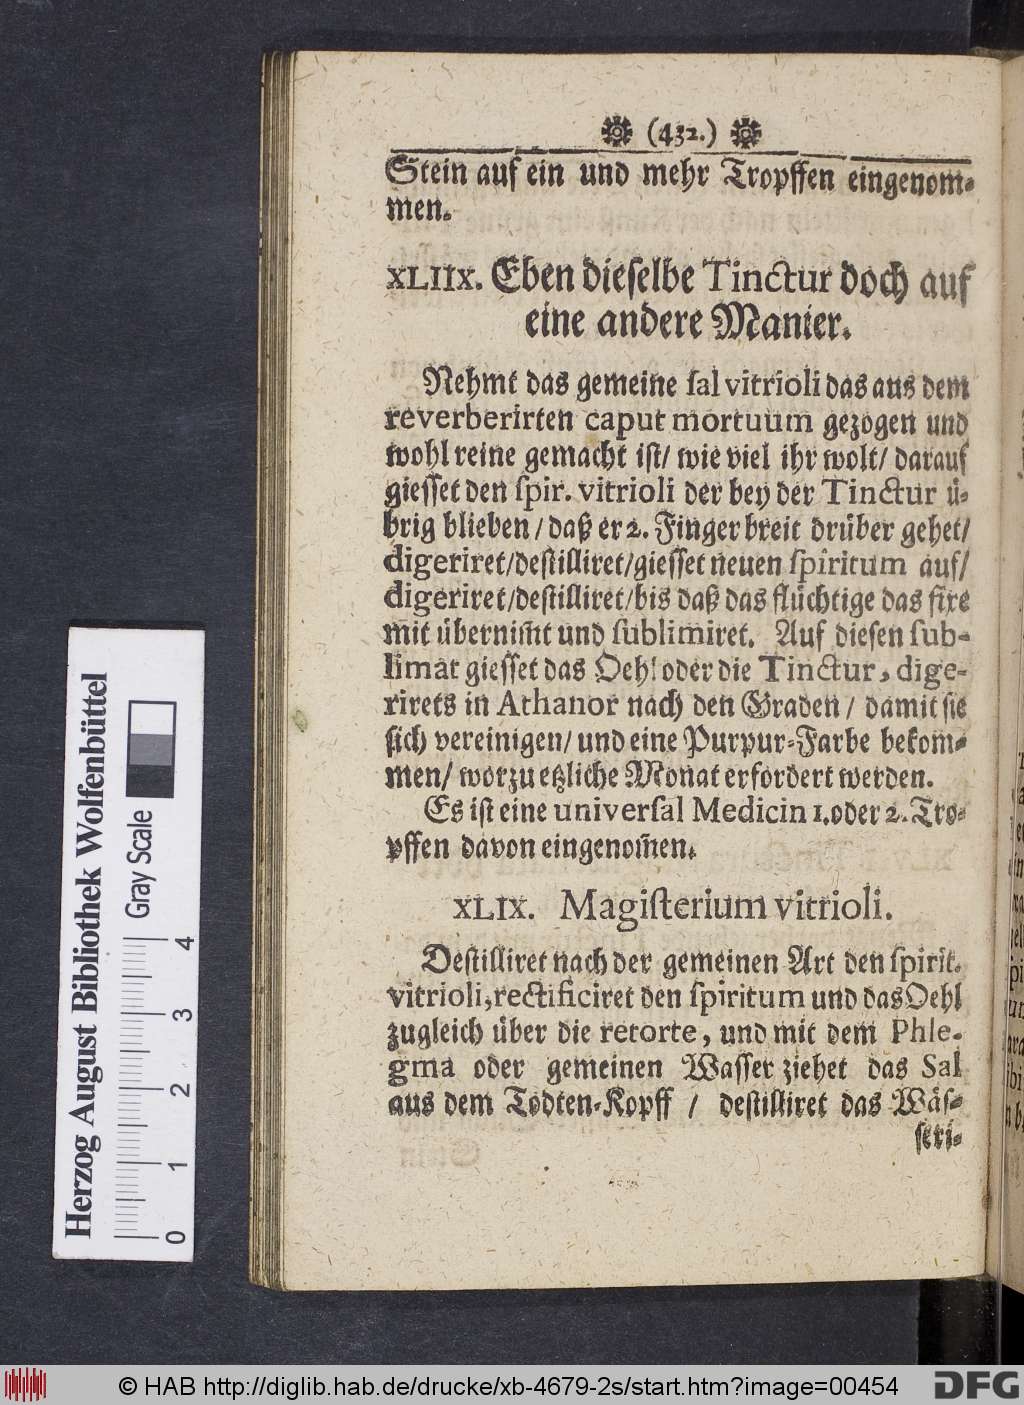 (432.)
Stein auf ein und mehr Tropffen eingenom-
men.
XLIIX. Eben dieselbe Tinctur doch auf
eine andere Manier.
Nehmt das gemeine sal vitrioli das aus dem
reverberirten caput mortuum gezogen und
wohl reine gemacht ist/ wie viel ihr wolt/ darauf
giesset den spir. vitrioli der bey der Tinctur ü-
brig blieben/ daß er 2. Finger breit drüber gehet/
digeriret/destilliret/giesset neuen spiritum auf/
digeriret/destilliret/bis daß das flüchtige das fixe
mit übernim̃t und sublimiret. Auf diesen sub-
limat giesset das Oehl oder die Tinctur, dige-
rirets in Athanor nach den Graden/ damit sie
sich vereinigen/ und eine Purpur-Farbe bekom-
men/ worzu etzliche Monat erfordert werden.
Es ist eine universal Medicin 1. oder 2. Tro-
pffen davon eingenom̃en.
XLIX. Magisterium vitrioli.
Destilliret nach der gemeinen Art den spirit.
vitrioli, rectificiret den spiritum und das Oehl
zugleich über die retorte, und mit dem Phle-
gma oder gemeinen Wasser ziehet das Sal
aus dem Todten-Kopff / destilliret das Wäs-
seri-
Herzog August Bibliothek Wolfenbüttel
Gray Scale
0 1 2 3 4
© HAB http://diglib.hab.de/drucke/xb-4679-2s/start.htm?image=00454
DFG